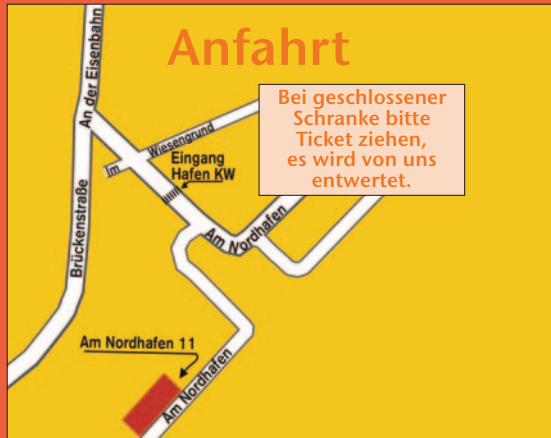 Anfahrt
Bei geschlossener
Schranke bitte
Ticket ziehen,
es wird von uns
entwertet.
An der Eisenbahn
Im Wiesengrund
Eingang
Hafen KW
Am Nordhafen
Brückenstraße
Am Nordhafen 11
Am Nordhafen